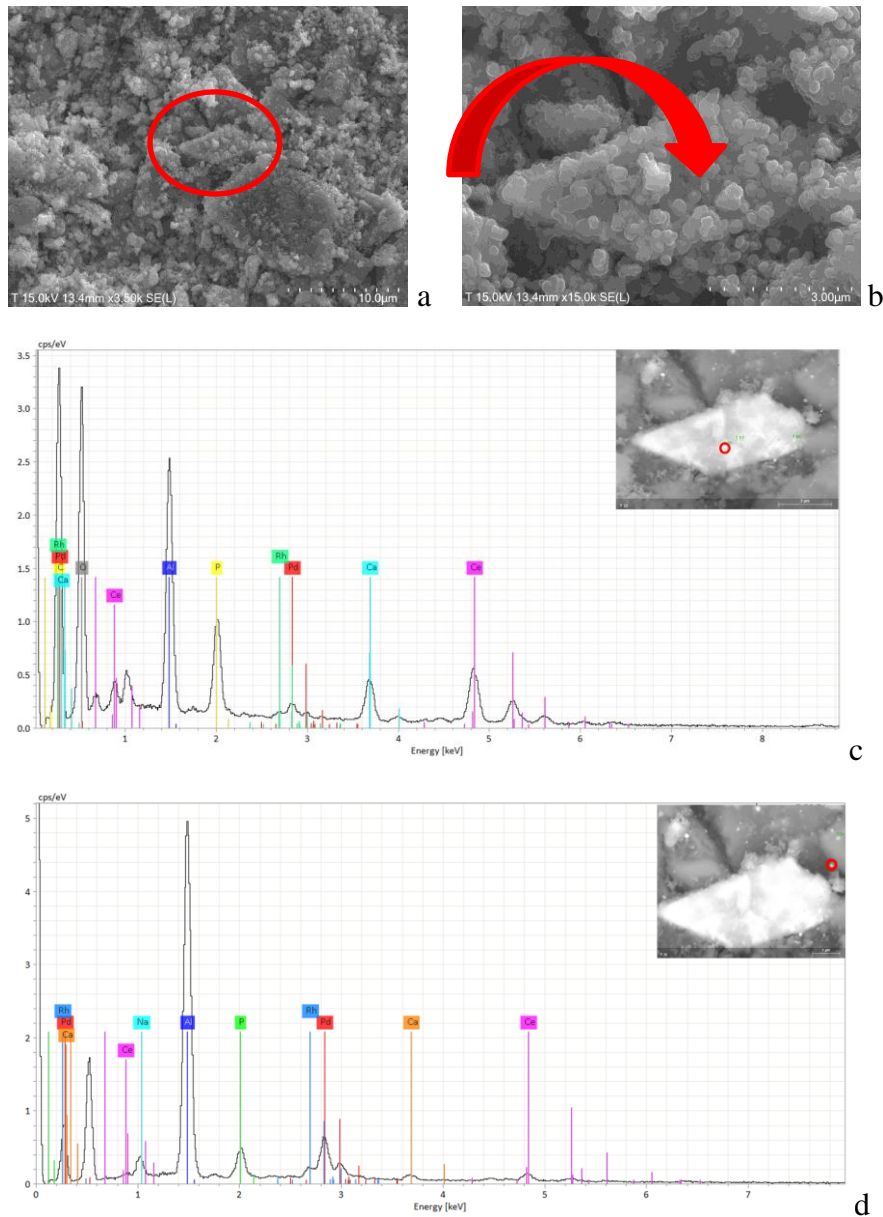 T 15.0kV 13.4mm x3.50k SE(L)
10.0µm
a
T 15.0kV 13.4mm x15.0k SE(L)
3.00µm
b
cps/eV
3.5
3.0
2.5
2.0
1.5
1.0
0.5
0.0
Rh
Pd
C
Ca
O
Ce
Al
P
Rh
Pd
Ca
Ce
1
2
3
4
5
6
7
8
Energy [keV]
c
cps/eV
5
4
3
2
1
0
Rh
Pd
Ca
Ce
Na
Al
P
Rh
Pd
Ca
Ce
0
1
2
3
4
5
6
7
Energy [keV]
d